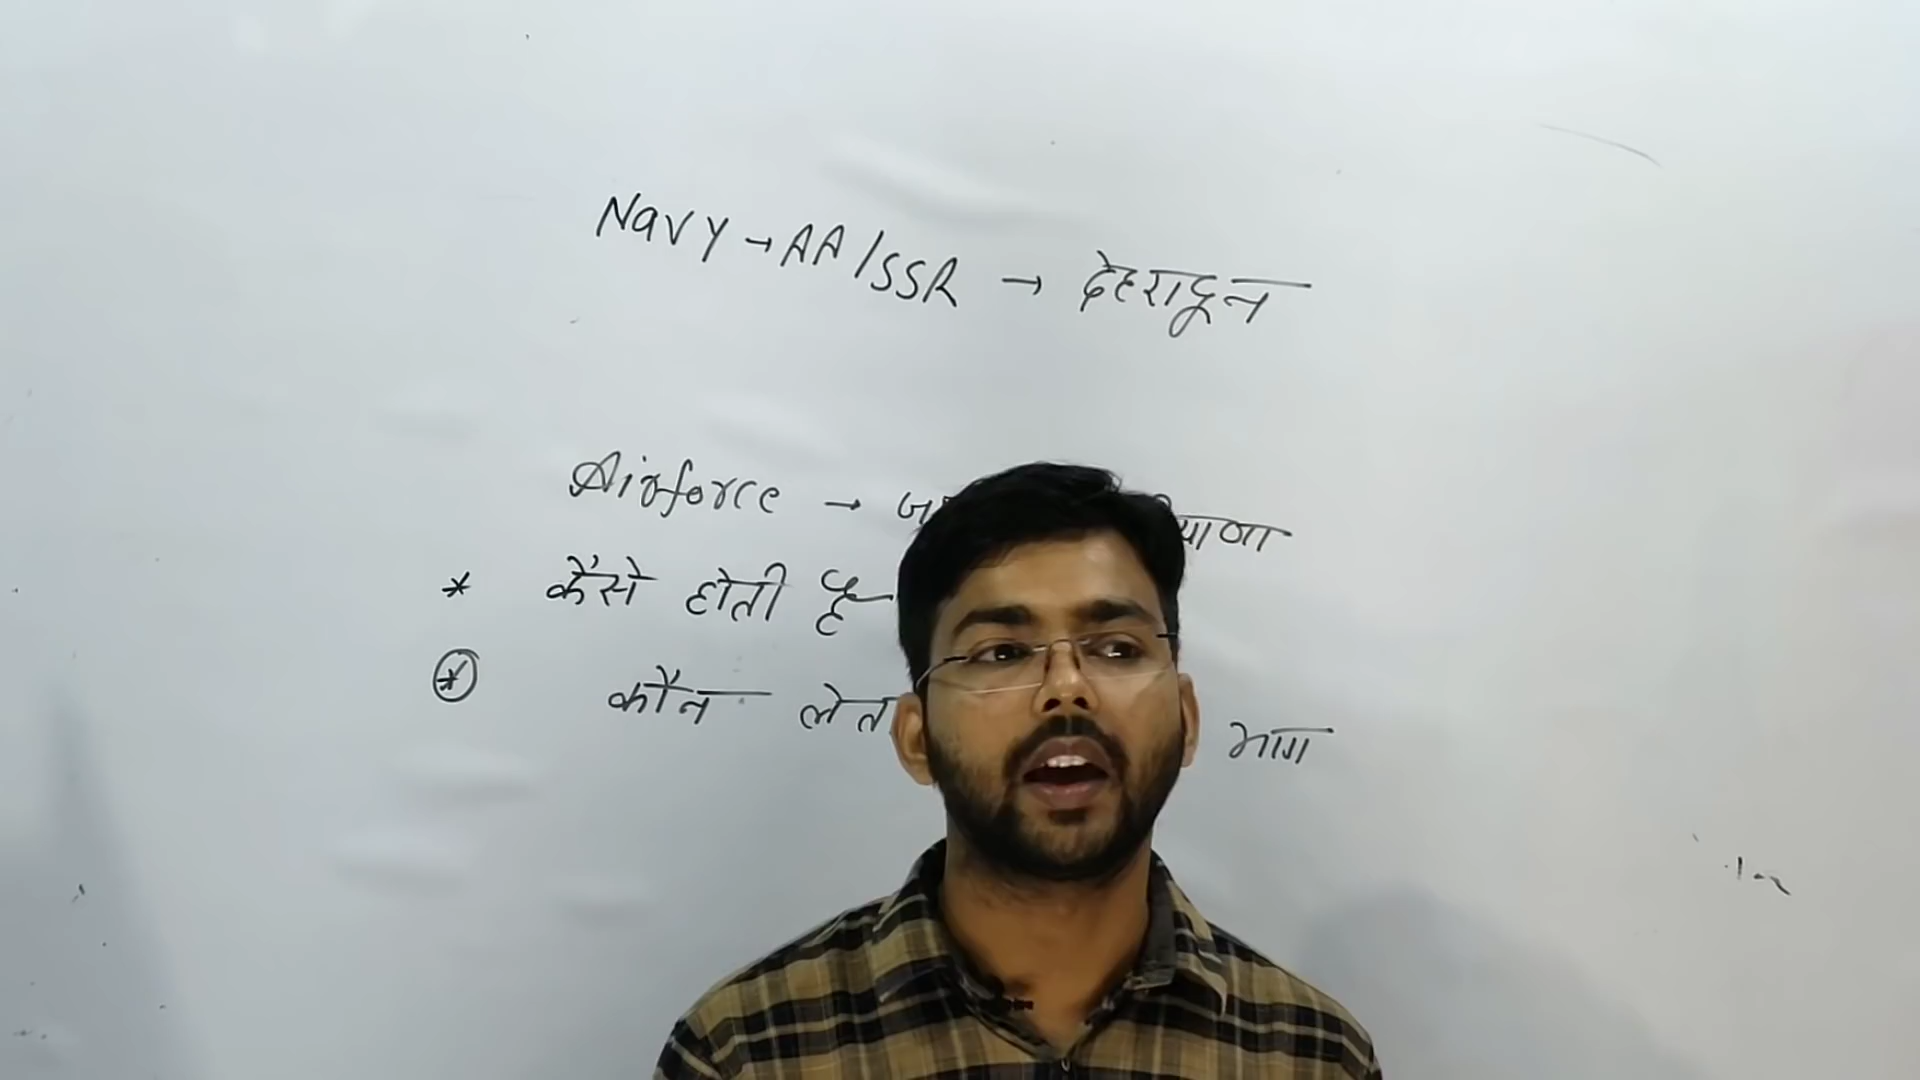 Navy → AA/SSR → देहरादून
Airforce →
* कैसे होती है
* कौन लेता भाग